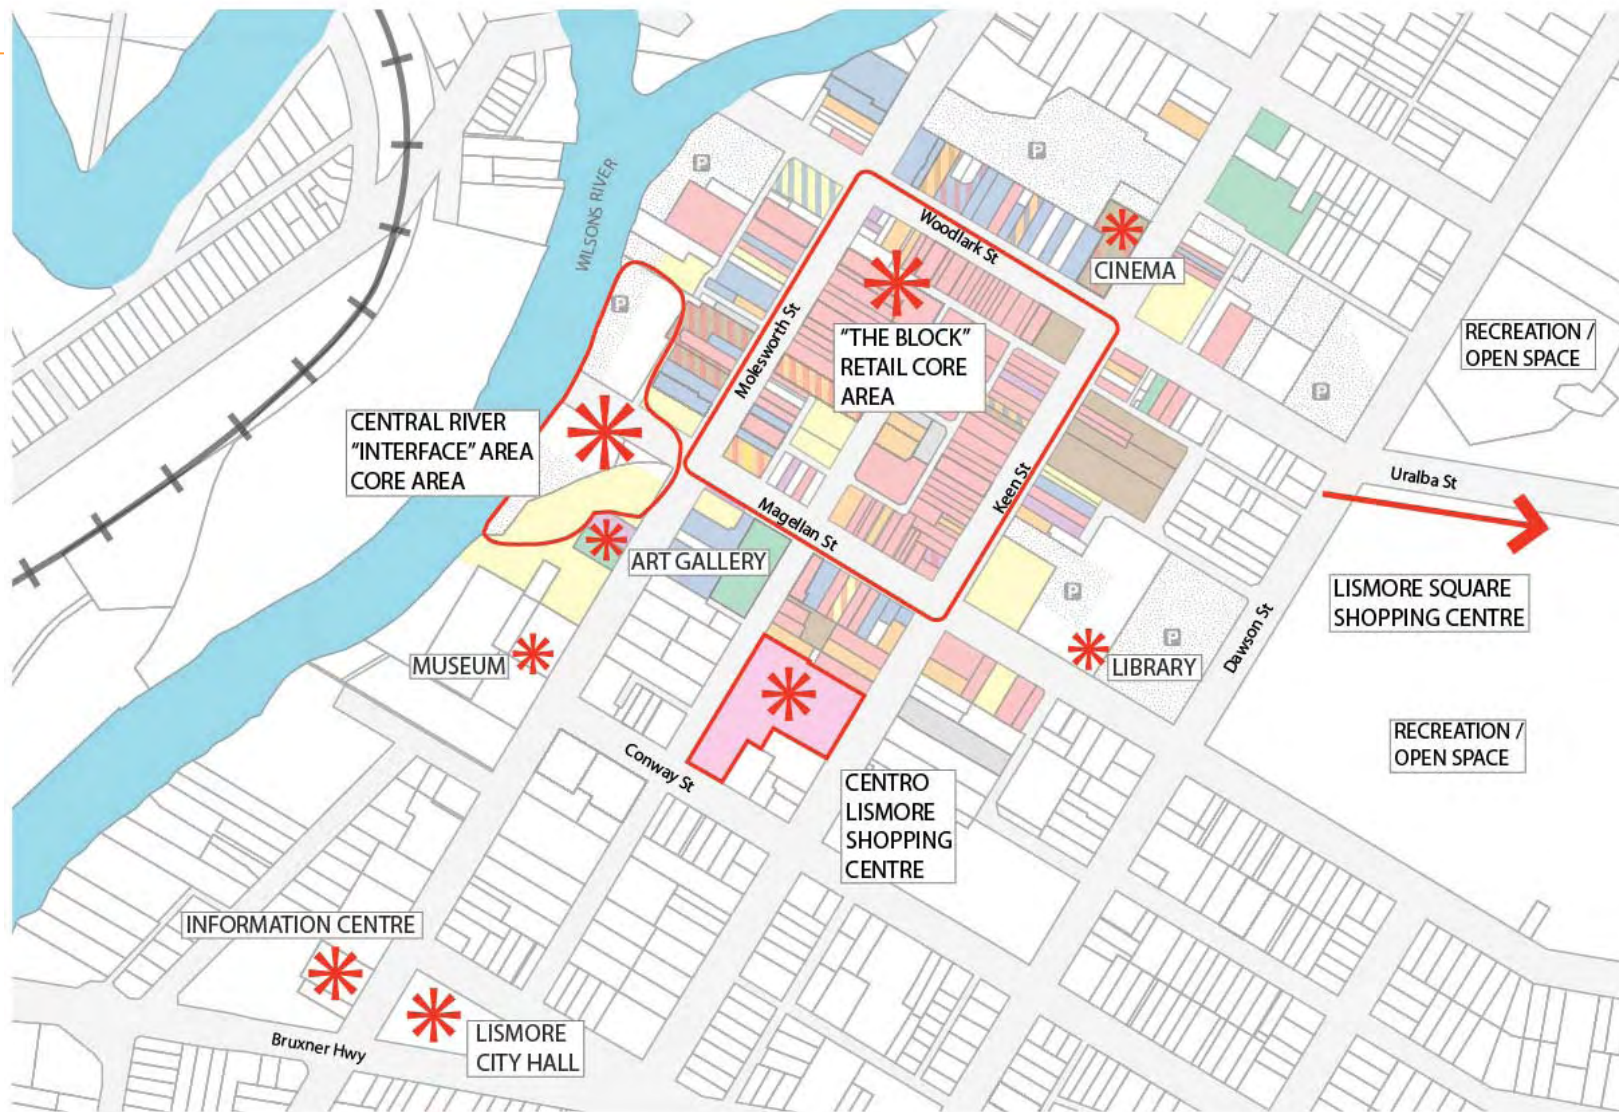 P
P
WILSONS RIVER
Woodlark St
CINEMA
P
"THE BLOCK"
RETAIL CORE
AREA
Molesworth St
RECREATION /
OPEN SPACE
P
CENTRAL RIVER
"INTERFACE" AREA
CORE AREA
Uralba St
Keen St
Magellan St
ART GALLERY
P
LISMORE SQUARE
SHOPPING CENTRE
P
Dawson St
MUSEUM
LIBRARY
RECREATION /
OPEN SPACE
Conway St
CENTRO
LISMORE
SHOPPING
CENTRE
INFORMATION CENTRE
LISMORE
CITY HALL
Bruxner Hwy